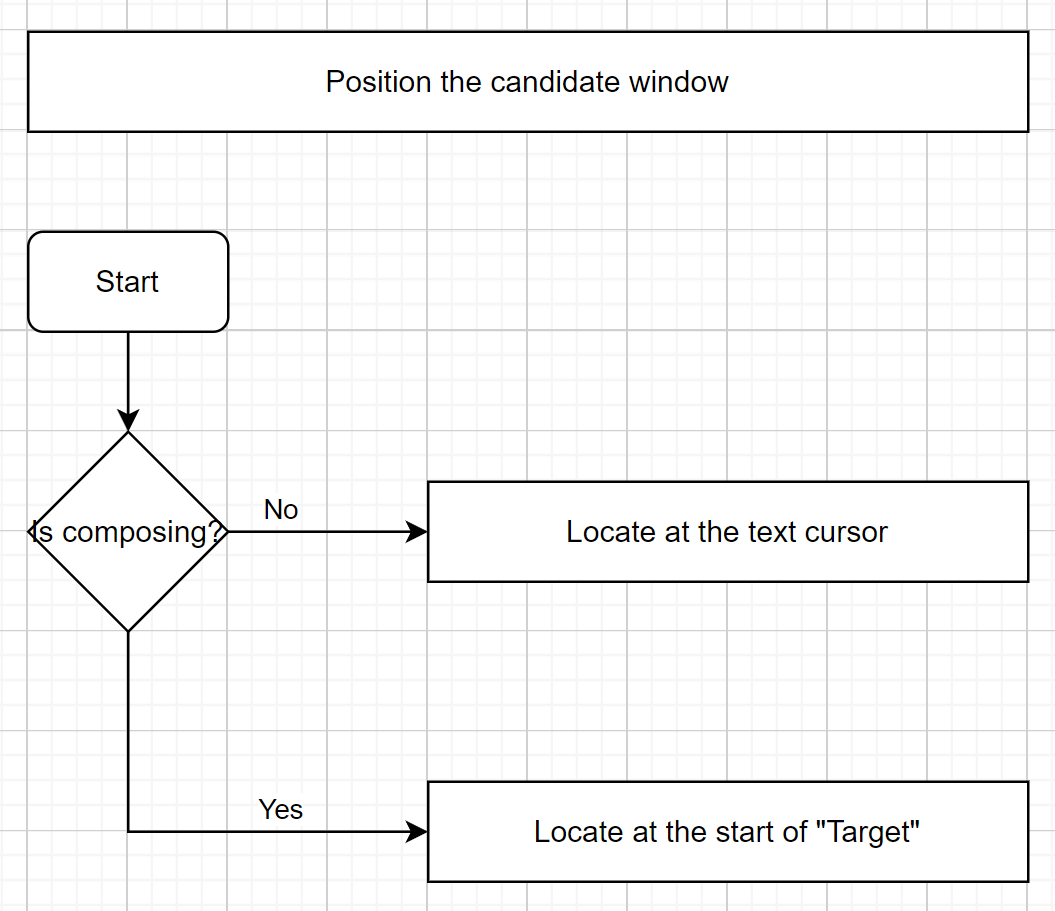 Position the candidate window
Start
Is composing?
No
Locate at the text cursor
Yes
Locate at the start of "Target"